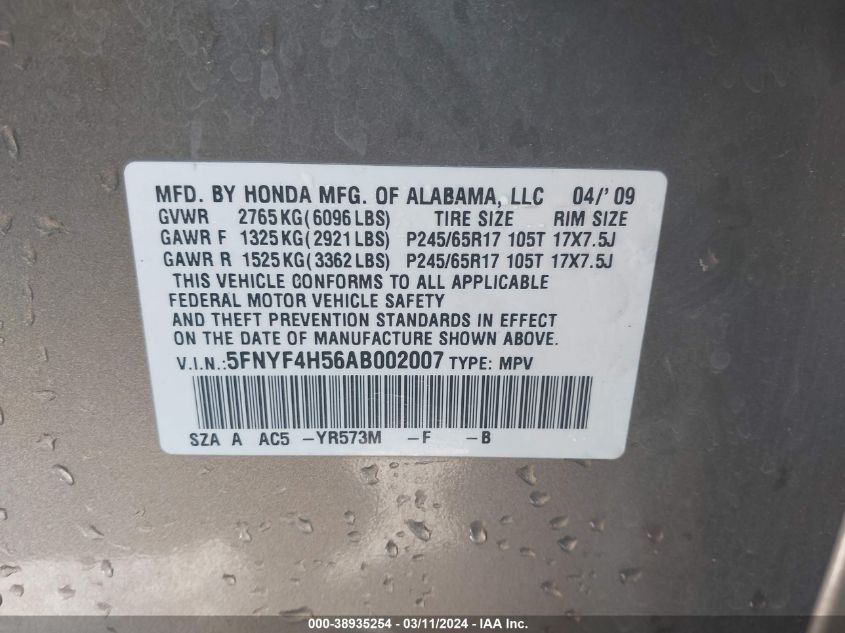 MFD. BY HONDA MFG. OF ALABAMA, LLC 04/'09
GVWR 2765KG(6096LBS) TIRE SIZE RIM SIZE
GAWR F 1325KG(2921LBS) P245/65R17 105T 17X7.5J
GAWR R 1525KG(3362LBS) P245/65R17 105T 17X7.5J
THIS VEHICLE CONFORMS TO ALL APPLICABLE
FEDERAL MOTOR VEHICLE SAFETY
AND THEFT PREVENTION STANDARDS IN EFFECT
ON THE DATE OF MANUFACTURE SHOWN ABOVE.
V.I.N.:5FNYF4H56AB002007 TYPE: MPV
SZA A AC5 -YR573M -F -B
000-38935254 - 03/11/2024 - IAA Inc.